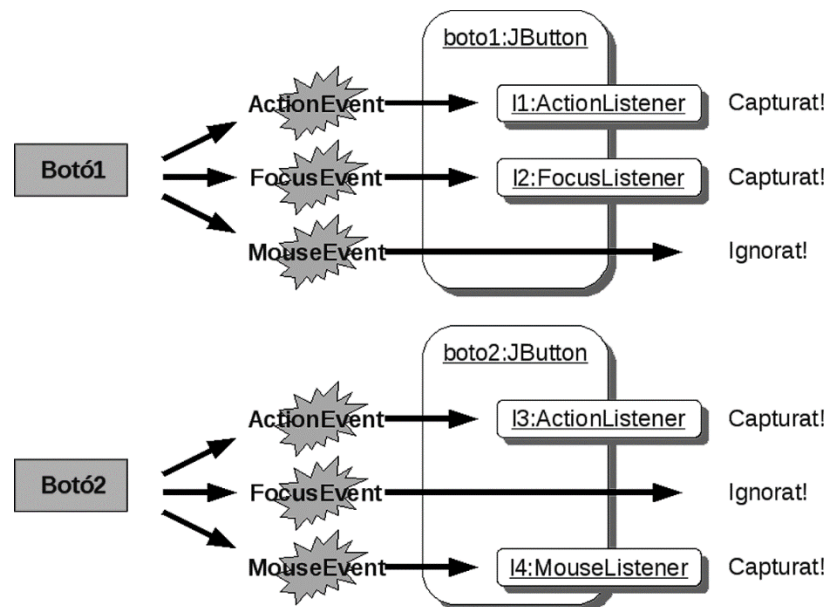 boto1:JButton
ActionEvent
l1:ActionListener
Capturat!
Botó1
FocusEvent
l2:FocusListener
Capturat!
MouseEvent
Ignorat!
boto2:JButton
ActionEvent
l3:ActionListener
Capturat!
Botó2
FocusEvent
Ignorat!
MouseEvent
l4:MouseListener
Capturat!